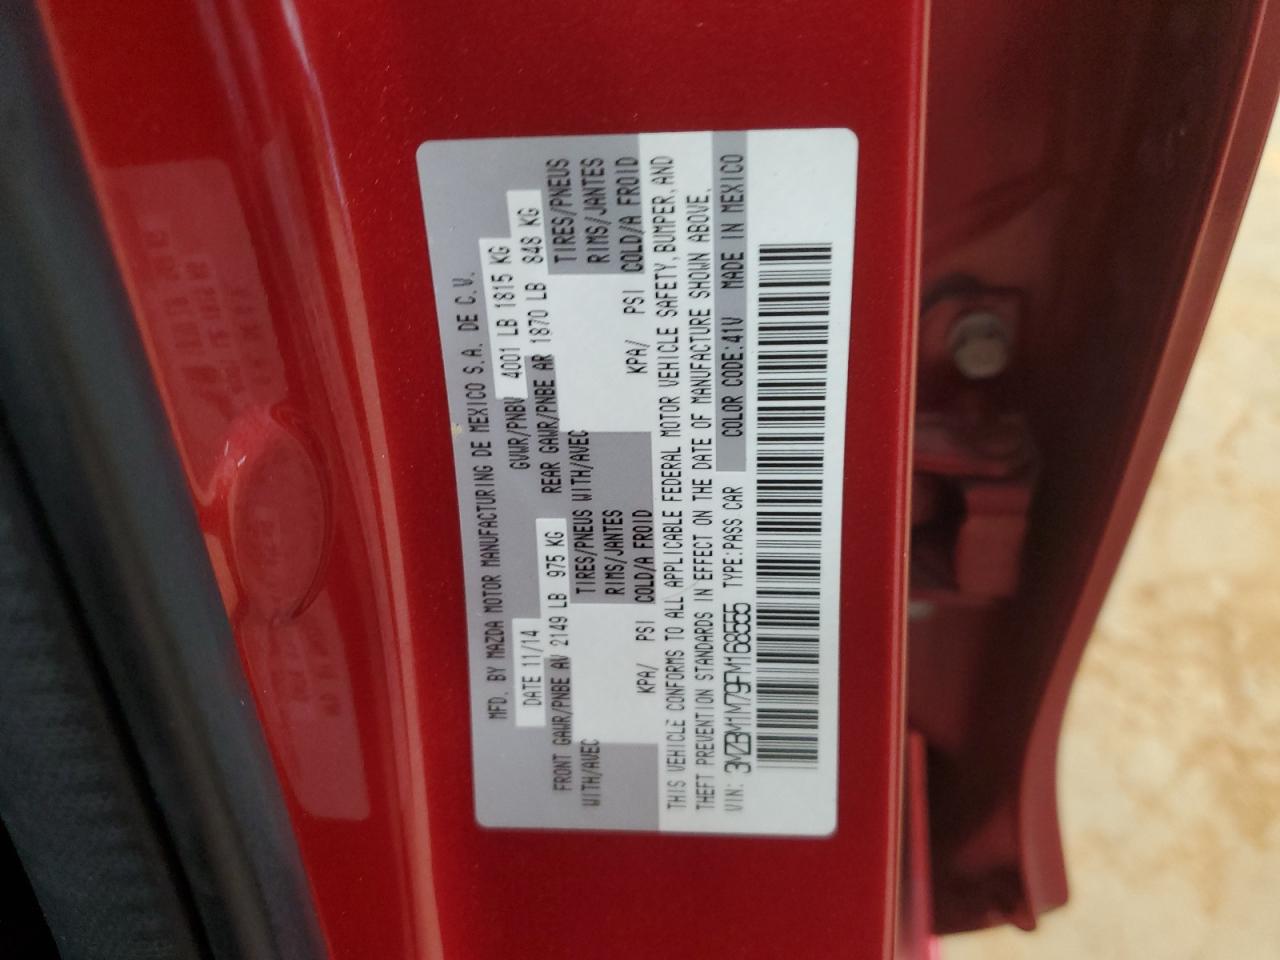 MFD. BY MAZDA MOTOR MANUFACTURING DE MEXICO S.A. DE C.V.
DATE 11/14 GVWR/PNBV 4001 LB 1815 KG
FRONT GAWR/PNBE AV 2149 LB 975 KG REAR GAWR/PNBE AR 1870 LB 848 KG
WITH/AVEC TIRES/PNEUS WITH/AVEC TIRES/PNEUS
RIMS/JANTES RIMS/JANTES
KPA/ PSI COLD/A FROID KPA/ PSI COLD/A FROID
THIS VEHICLE CONFORMS TO ALL APPLICABLE FEDERAL MOTOR VEHICLE SAFETY, BUMPER, AND
THEFT PREVENTION STANDARDS IN EFFECT ON THE DATE OF MANUFACTURE SHOWN ABOVE.
VIN: 3MZBM1M79FM168555 TYPE:PASS CAR COLOR CODE:41V MADE IN MEXICO